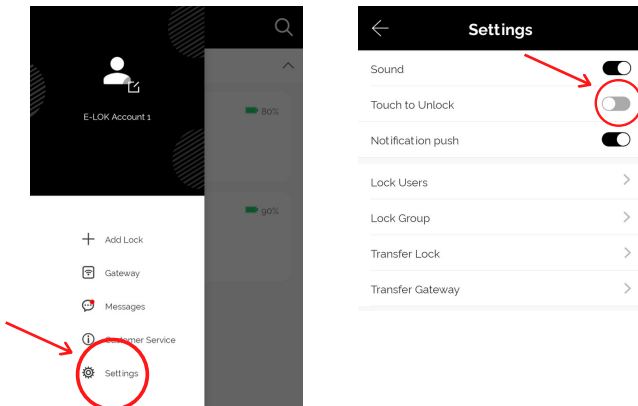 E-LOK Account 1
80%
90%
Add Lock
Gateway
Messages
Customer Service
Settings
Settings
Sound
Touch to Unlock
Notification push
Lock Users
Lock Group
Transfer Lock
Transfer Gateway